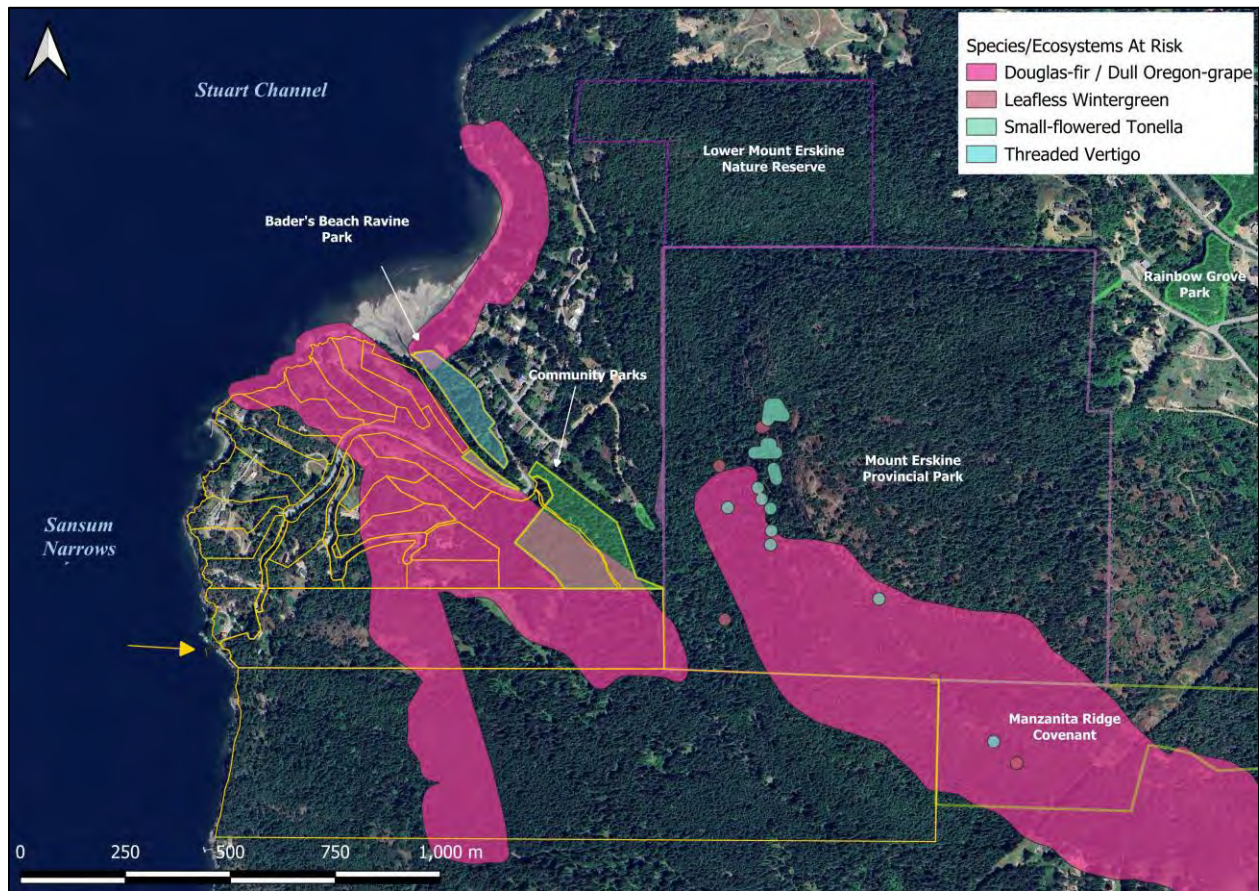 Species/Ecosystems At Risk
Douglas-fir / Dull Oregon-grape
Leafless Wintergreen
Small-flowered Tonella
Threaded Vertigo
Stuart Channel
Lower Mount Erskine
Nature Reserve
Bader's Beach Ravine
Park
Rainbow Grove
Park
Community Parks
Mount Erskine
Provincial Park
Sansum
Narrows
Manzanita Ridge
Covenant
0 250 500 750 1,000 m